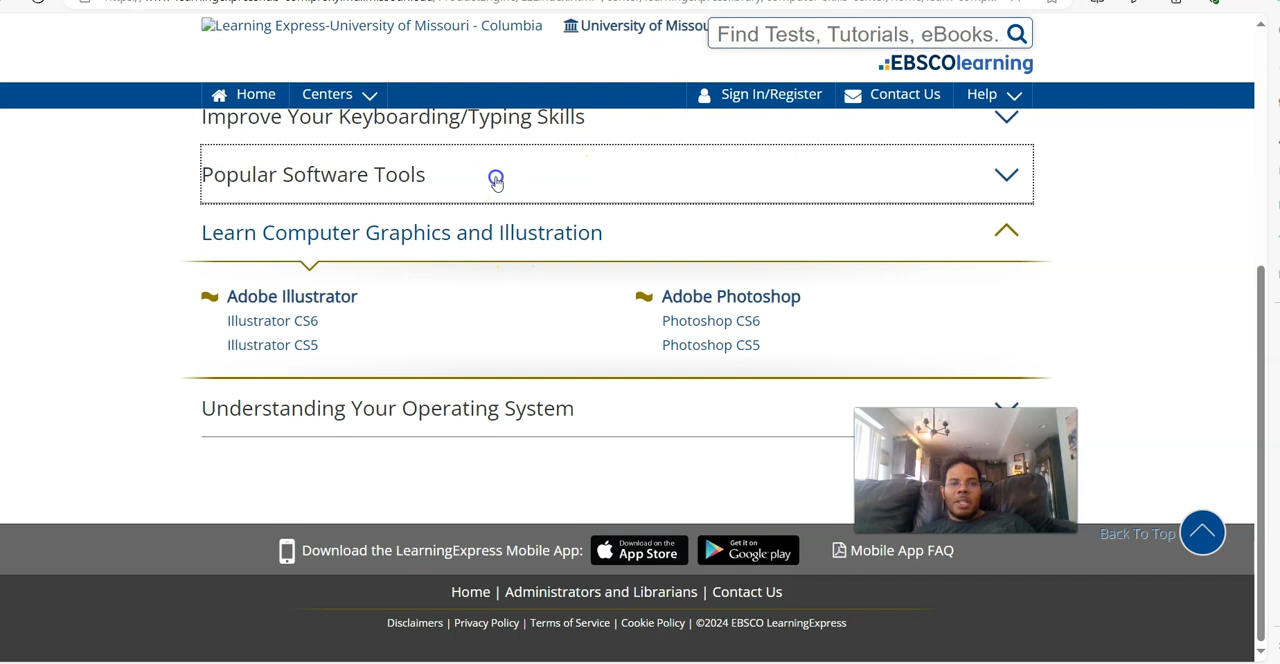 Learning Express-University of Missouri - Columbia
University of Missou
Find Tests, Tutorials, eBooks.
EBSCOlearning
Home
Centers
Sign In/Register
Contact Us
Help
Improve Your Keyboarding/Typing Skills
Popular Software Tools
Learn Computer Graphics and Illustration
Adobe Illustrator
Adobe Photoshop
Illustrator CS6
Photoshop CS6
Illustrator CS5
Photoshop CS5
Understanding Your Operating System
Back To Top
Download the LearningExpress Mobile App:
Download on the
App Store
Get it on
Google play
Mobile App FAQ
Home | Administrators and Librarians | Contact Us
Disclaimers | Privacy Policy | Terms of Service | Cookie Policy | ©2024 EBSCO LearningExpress